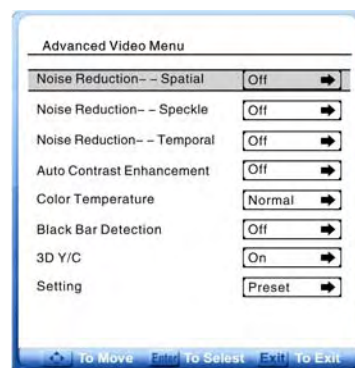 Advanced Video Menu
Noise Reduction– – Spatial Off
Noise Reduction– – Speckle Off
Noise Reduction– – Temporal Off
Auto Contrast Enhancement Off
Color Temperature Normal
Black Bar Detection Off
3D Y/C On
Setting Preset
To Move Enter To Selest Exit To Exit